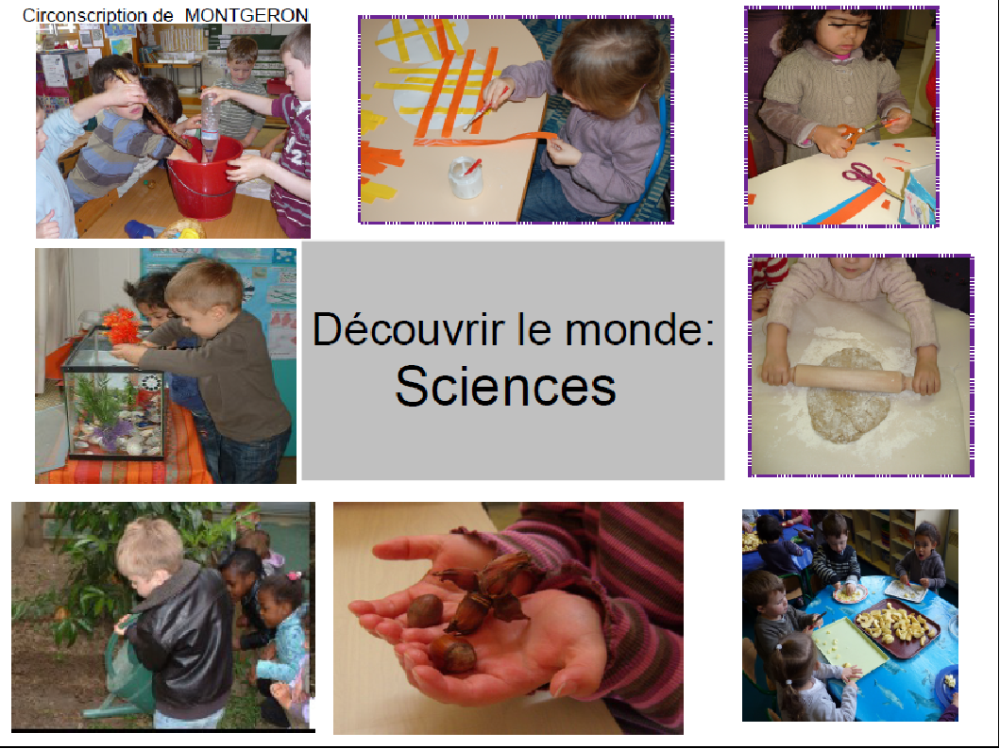 Circonscription de MONTGERON
Découvrir le monde:
Sciences